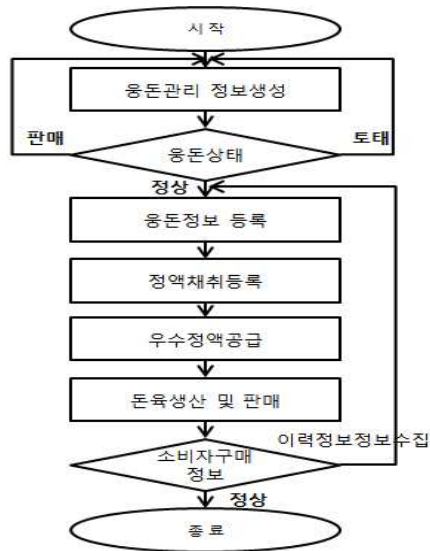 시작
웅돈관리 정보생성
판매
토태
웅돈상태
정상
웅돈정보 등록
정액채취등록
우수정액공급
돈육생산 및 판매
이력정보정보수집
소비자구매
정보
정상
종료